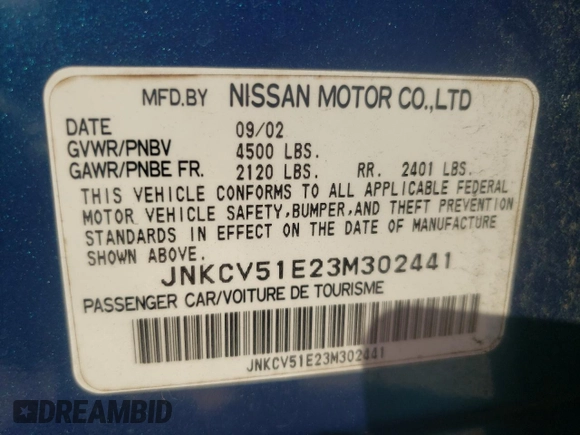 MFD.BY NISSAN MOTOR CO.,LTD
DATE 09/02
GVWR/PNBV 4500 LBS.
GAWR/PNBE FR. 2120 LBS. RR. 2401 LBS.
THIS VEHICLE CONFORMS TO ALL APPLICABLE FEDERAL
MOTOR VEHICLE SAFETY,BUMPER,AND THEFT PREVENTION
STANDARDS IN EFFECT ON THE DATE OF MANUFACTURE
SHOWN ABOVE.
JNKCV51E23M302441
PASSENGER CAR/VOITURE DE TOURISME
JNKCV51E23M302441
DREAMBID